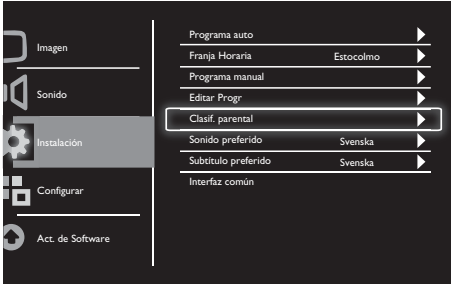 Imagen
Sonido
Instalación
Configurar
Act. de Software
Programa auto
Franja Horaria Estocolmo
Programa manual
Editar Progr
Clasif. parental
Sonido preferido Svenska
Subtítulo preferido Svenska
Interfaz común